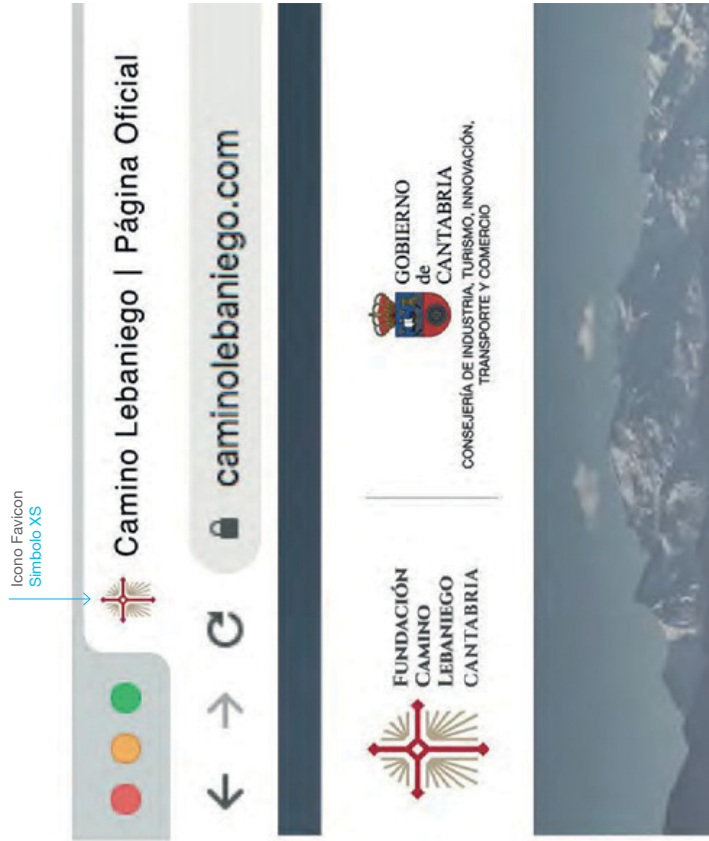 Icono Favicon
Simbolo XS
Camino Lebaniego | Página Oficial
caminolebaniego.com
FUNDACIÓN
CAMINO
LEBANIEGO
CANTABRIA
GOBIERNO
de
CANTABRIA
CONSEJERÍA DE INDUSTRIA, TURISMO, INNOVACIÓN,
TRANSPORTE Y COMERCIO